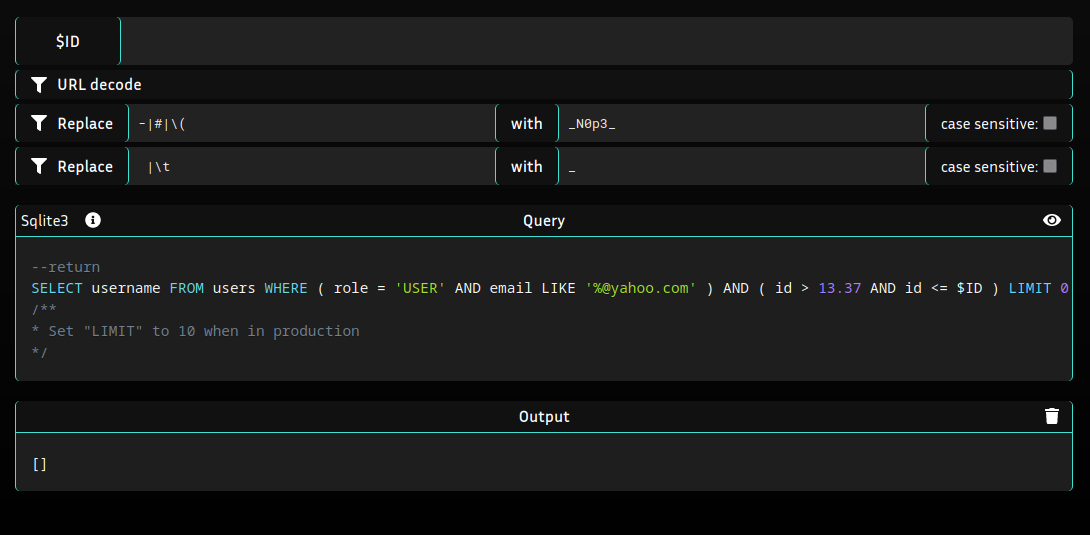 $ID
URL decode
Replace -|#|\( with _N0p3_ case sensitive:
Replace  |\t with _ case sensitive:
Sqlite3 Query
--return
SELECT username FROM users WHERE ( role = 'USER' AND email LIKE '%@yahoo.com' ) AND ( id > 13.37 AND id <= $ID ) LIMIT 0
/**
* Set "LIMIT" to 10 when in production
*/
Output
[]